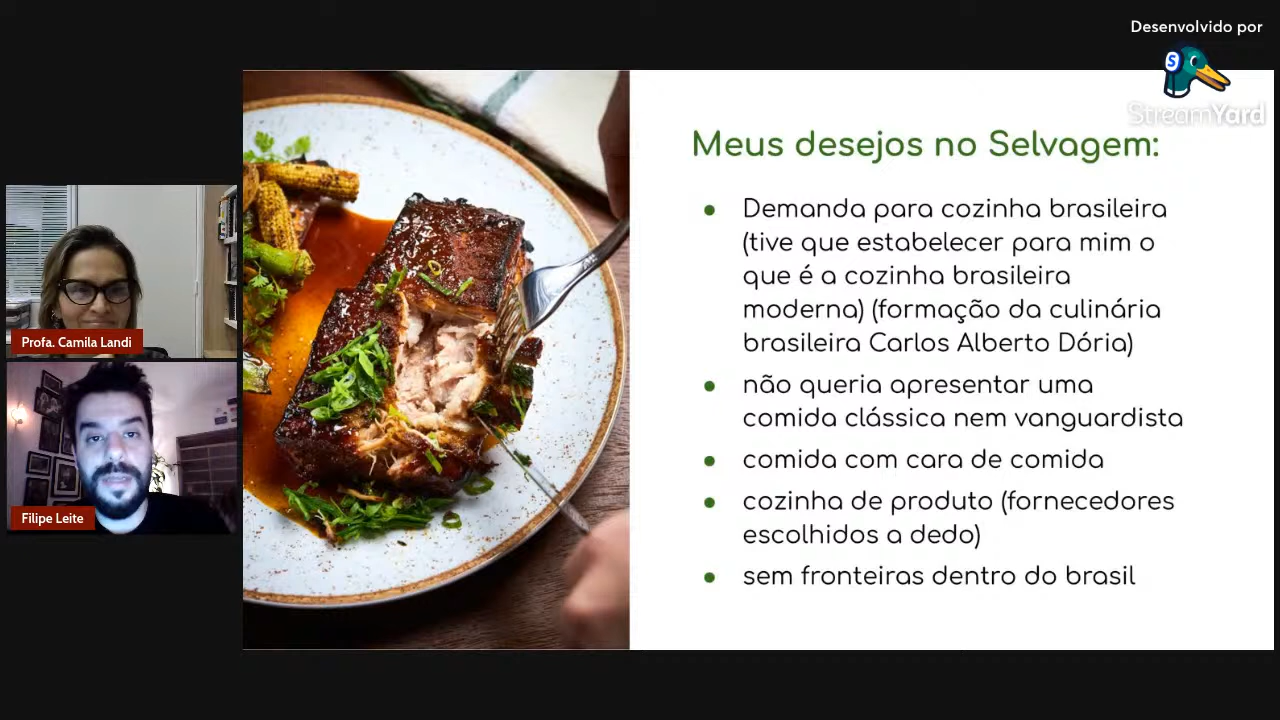 Desenvolvido por
StreamYard
Meus desejos no Selvagem:
Demanda para cozinha brasileira
(tive que estabelecer para mim o
que é a cozinha brasileira
moderna) (formação da culinária
brasileira Carlos Alberto Dória)
não queria apresentar uma
comida clássica nem vanguardista
comida com cara de comida
cozinha de produto (fornecedores
escolhidos a dedo)
sem fronteiras dentro do brasil
Profa. Camila Landi
Filipe Leite